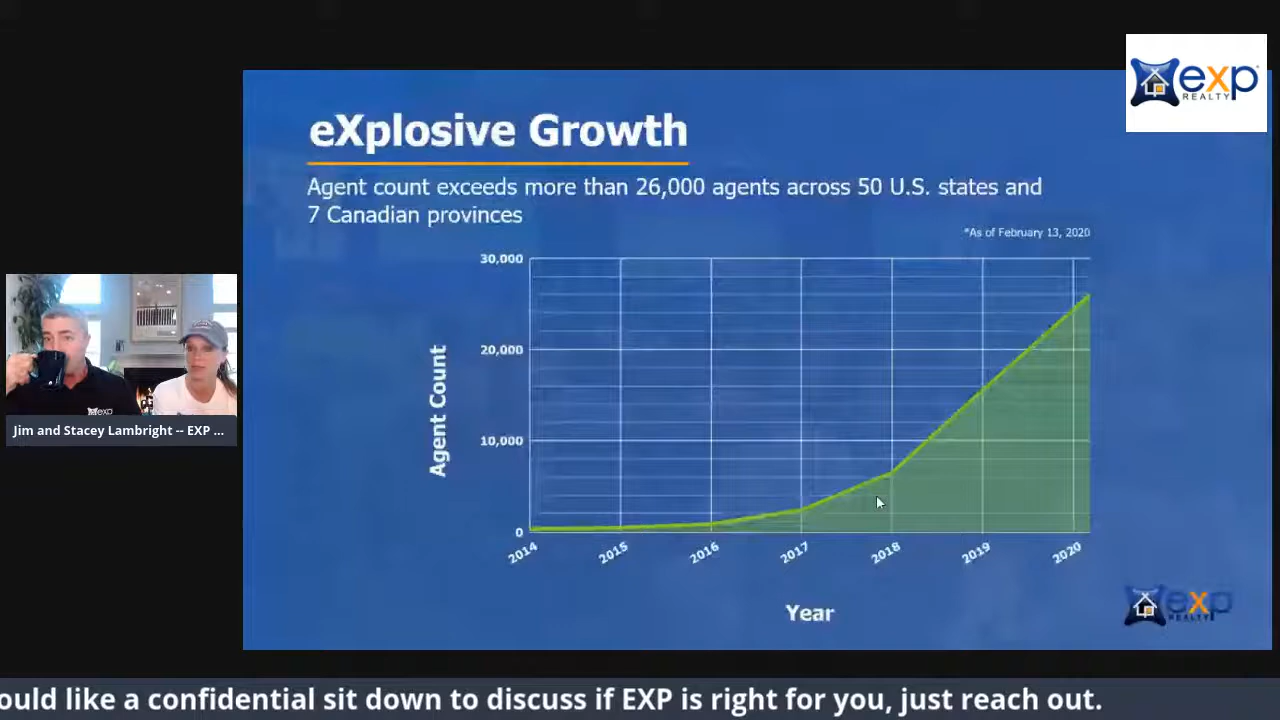 exp
REALTY
eXplosive Growth
Agent count exceeds more than 26,000 agents across 50 U.S. states and
7 Canadian provinces
*As of February 13, 2020
30,000
20,000
10,000
0
Agent Count
2014
2015
2016
2017
2018
2019
2020
Year
exp
REALTY
exp
Jim and Stacey Lambright -- EXP ...
ould like a confidential sit down to discuss if EXP is right for you, just reach out.